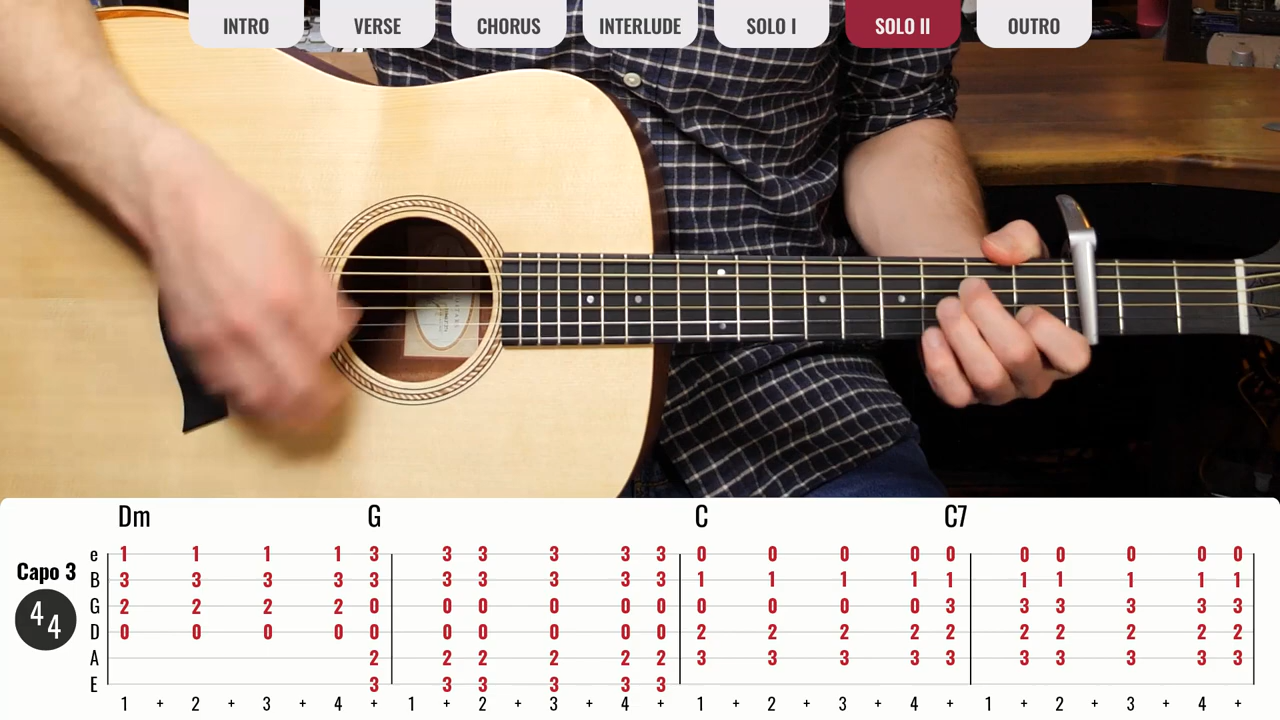 INTRO VERSE CHORUS INTERLUDE SOLO I SOLO II OUTRO
Dm G C C7
e 1 1 1 1 3 3 3 3 3 3 0 0 0 0 0 0 0 0 0 0
B 3 3 3 3 3 3 3 3 3 3 1 1 1 1 1 1 1 1 1 1
Capo 3
G 2 2 2 2 0 0 0 0 0 0 0 0 0 0 3 3 3 3 3 3
4 4
D 0 0 0 0 0 0 0 0 0 0 2 2 2 2 2 2 2 2 2 2
A 2 2 2 2 2 2 3 3 3 3 3 3 3 3 3 3
E 3 3 3 3 3 3
1 + 2 + 3 + 4 + 1 + 2 + 3 + 4 + 1 + 2 + 3 + 4 + 1 + 2 + 3 + 4 +